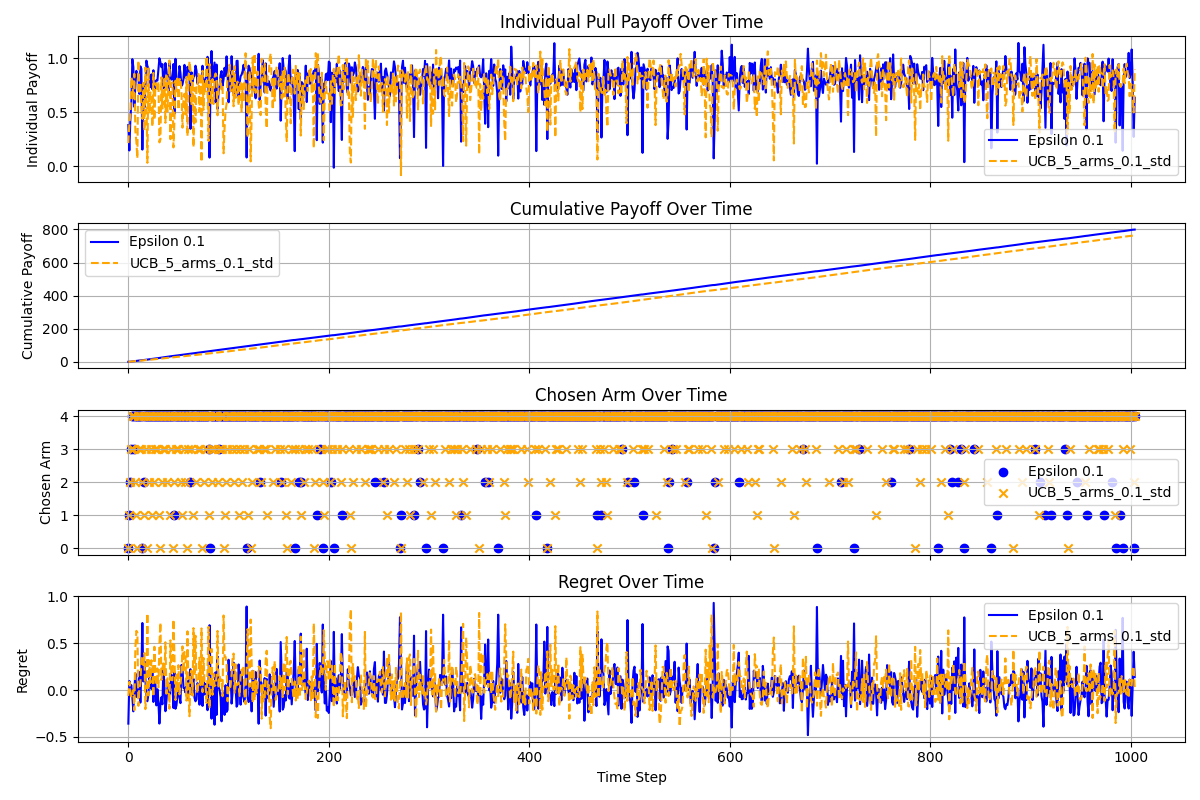 Individual Pull Payoff Over Time
Individual Payoff
1.0
0.5
0.0
Epsilon 0.1
UCB_5_arms_0.1_std
Cumulative Payoff Over Time
Cumulative Payoff
800
600
400
200
0
Epsilon 0.1
UCB_5_arms_0.1_std
Chosen Arm Over Time
Chosen Arm
4
3
2
1
0
Epsilon 0.1
UCB_5_arms_0.1_std
Regret Over Time
Regret
1.0
0.5
0.0
−0.5
Epsilon 0.1
UCB_5_arms_0.1_std
0 200 400 600 800 1000
Time Step